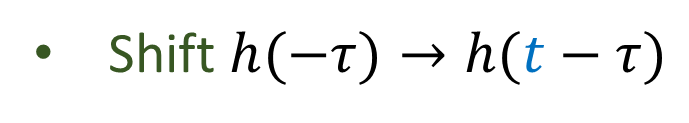 • Shift ℎ(−𝜏) → ℎ(𝑡 − 𝜏)